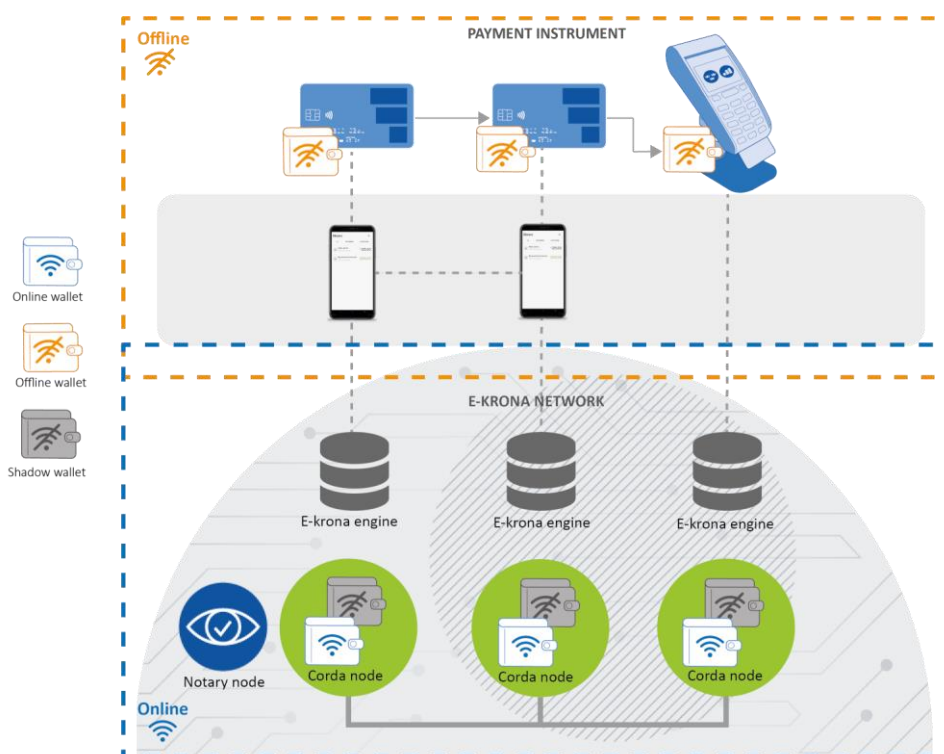 Offline
PAYMENT INSTRUMENT
Online wallet
Offline wallet
Shadow wallet
E-KRONA NETWORK
E-krona engine
E-krona engine
E-krona engine
Notary node
Corda node
Corda node
Corda node
Online